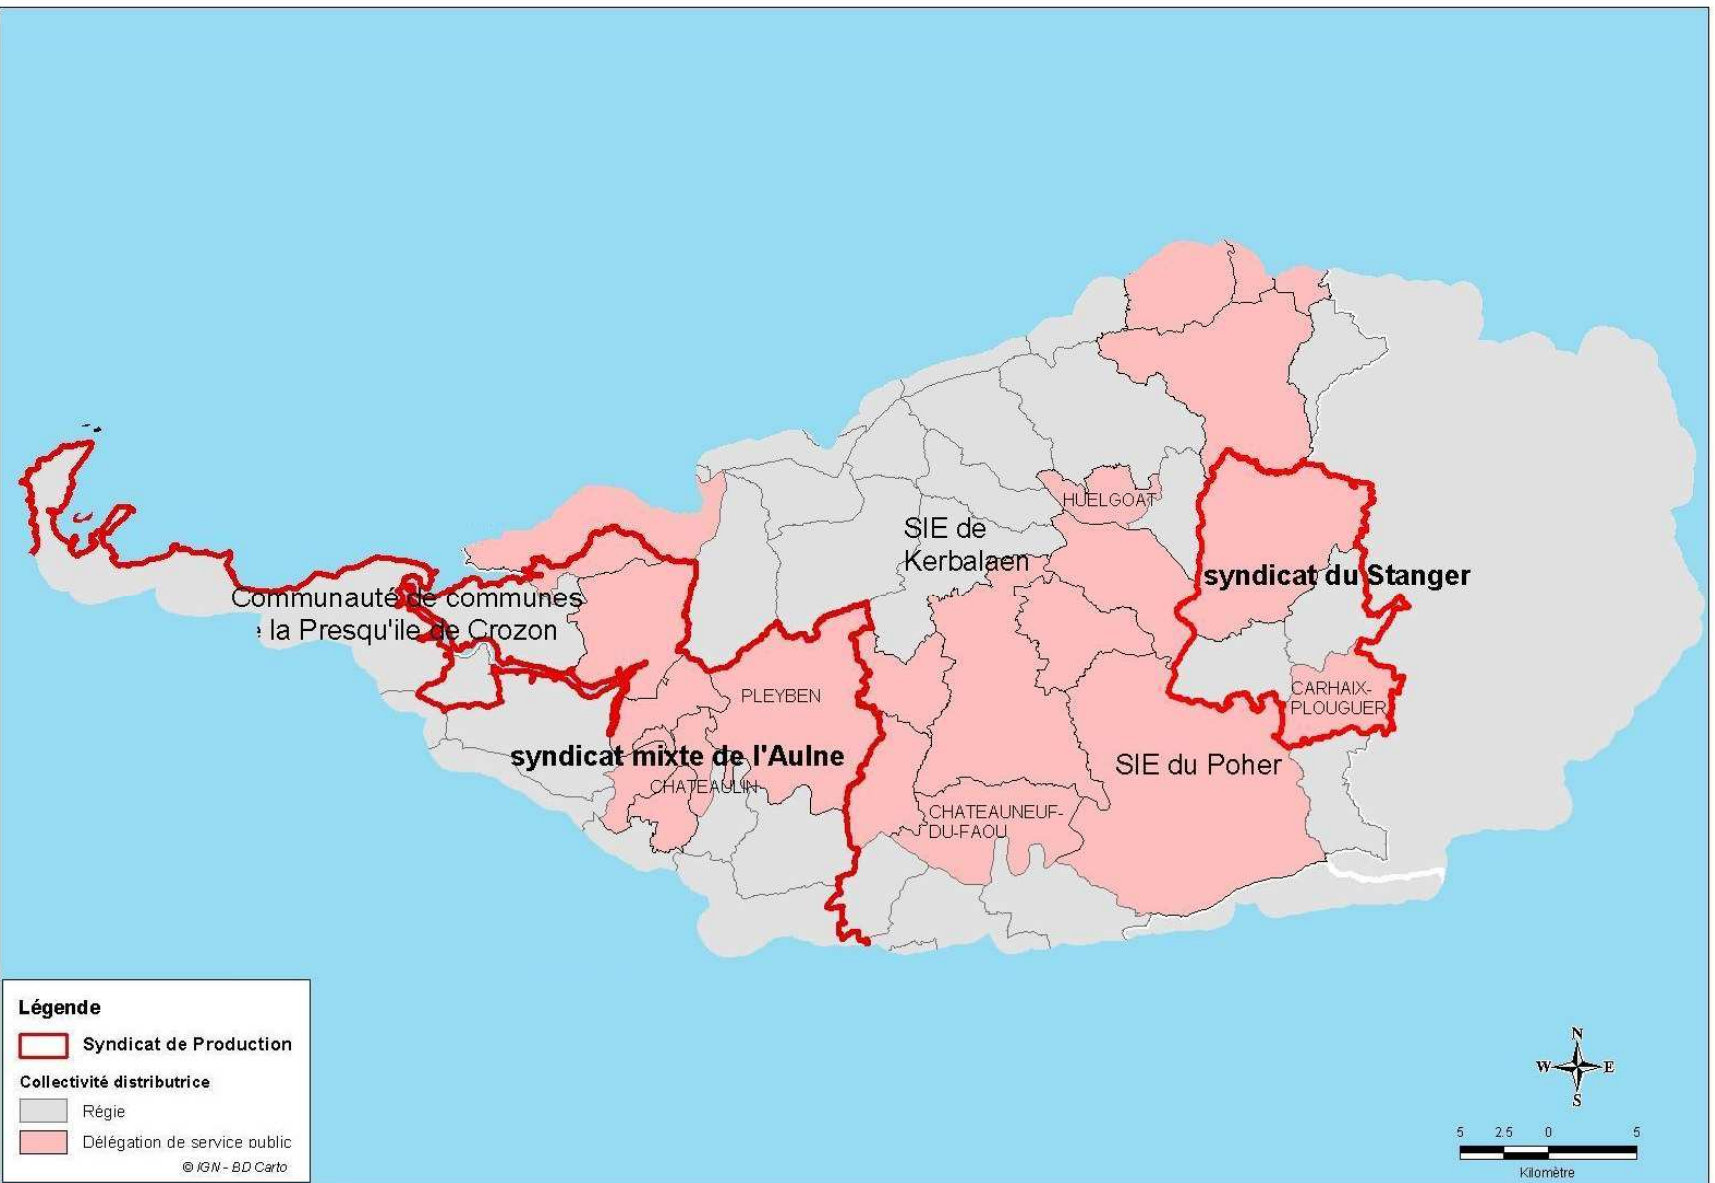 HUELGOAT
SIE de
Kerbalaen
syndicat du Stanger
Communauté de communes
la Presqu'ile de Crozon
CARHAIX-
PLOUGUER
PLEYBEN
syndicat mixte de l'Aulne
SIE du Poher
CHATEAULIN
CHATEAUNEUF-
DU-FAOU
Légende
Syndicat de Production
Collectivité distributrice
Régie
Délégation de service public
© IGN - BD Carto
N
W E
S
5 2.5 0 5
Kilomètre